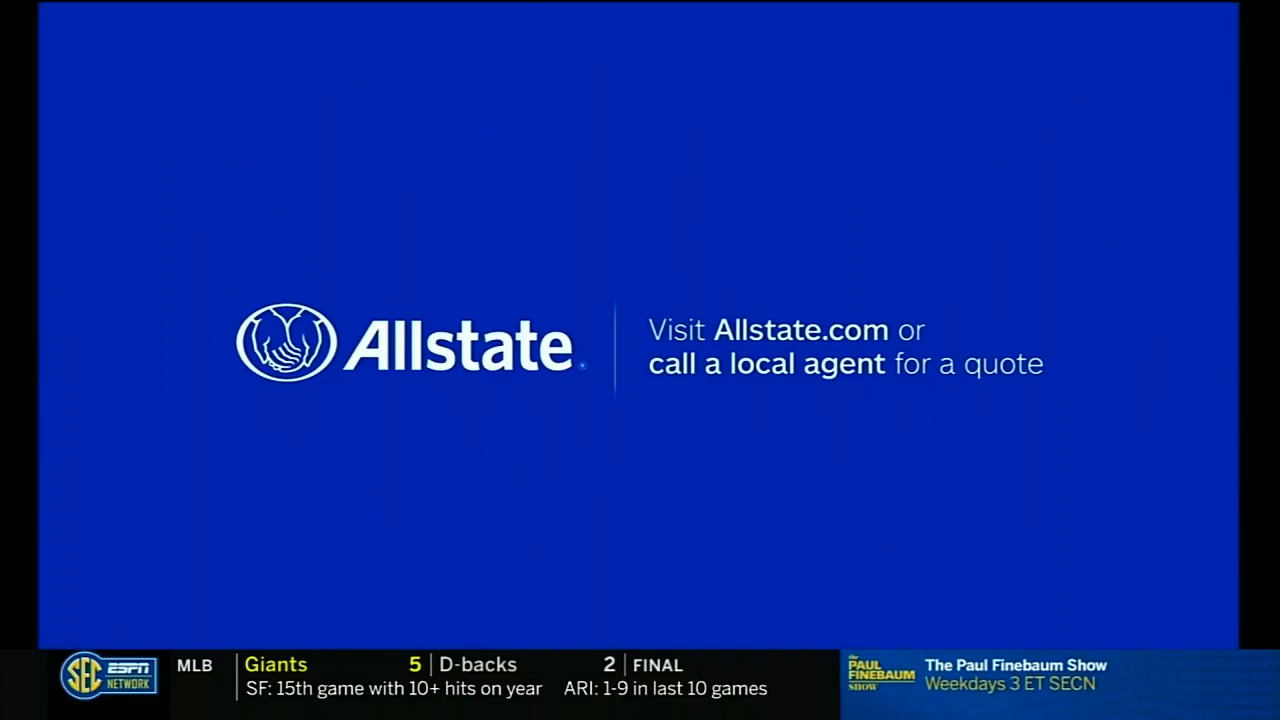 Allstate®
Visit Allstate.com or
call a local agent for a quote
SEC ESPN NETWORK
MLB
Giants 5
D-backs 2
FINAL
SF: 15th game with 10+ hits on year
ARI: 1-9 in last 10 games
the PAUL FINEBAUM SHOW
The Paul Finebaum Show
Weekdays 3 ET SECN